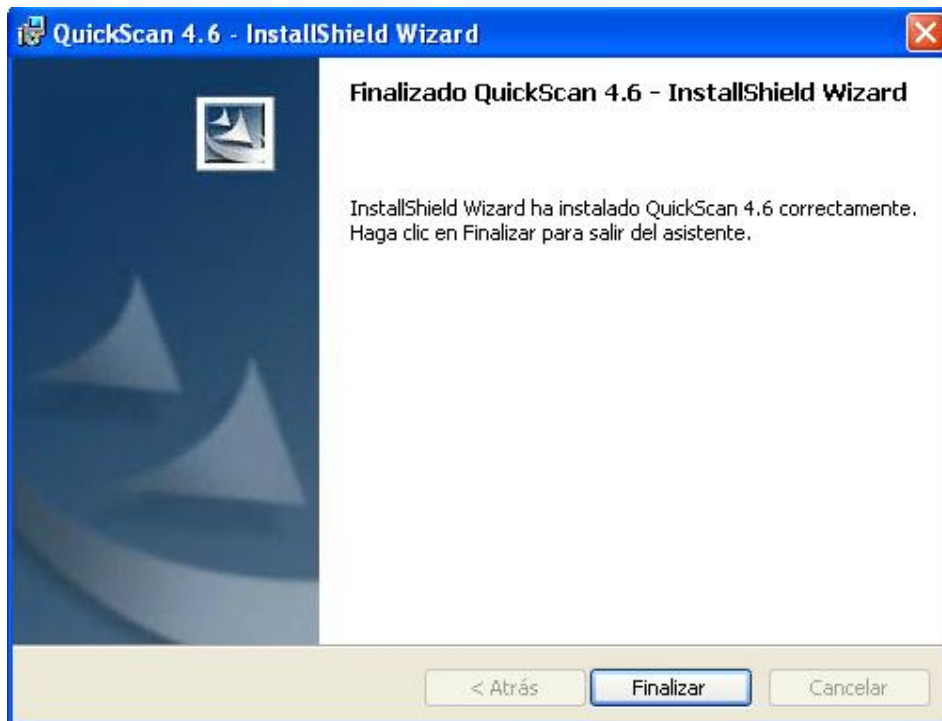 QuickScan 4.6 - InstallShield Wizard
Finalizado QuickScan 4.6 - InstallShield Wizard
InstallShield Wizard ha instalado QuickScan 4.6 correctamente.
Haga clic en Finalizar para salir del asistente.
< Atrás
Finalizar
Cancelar